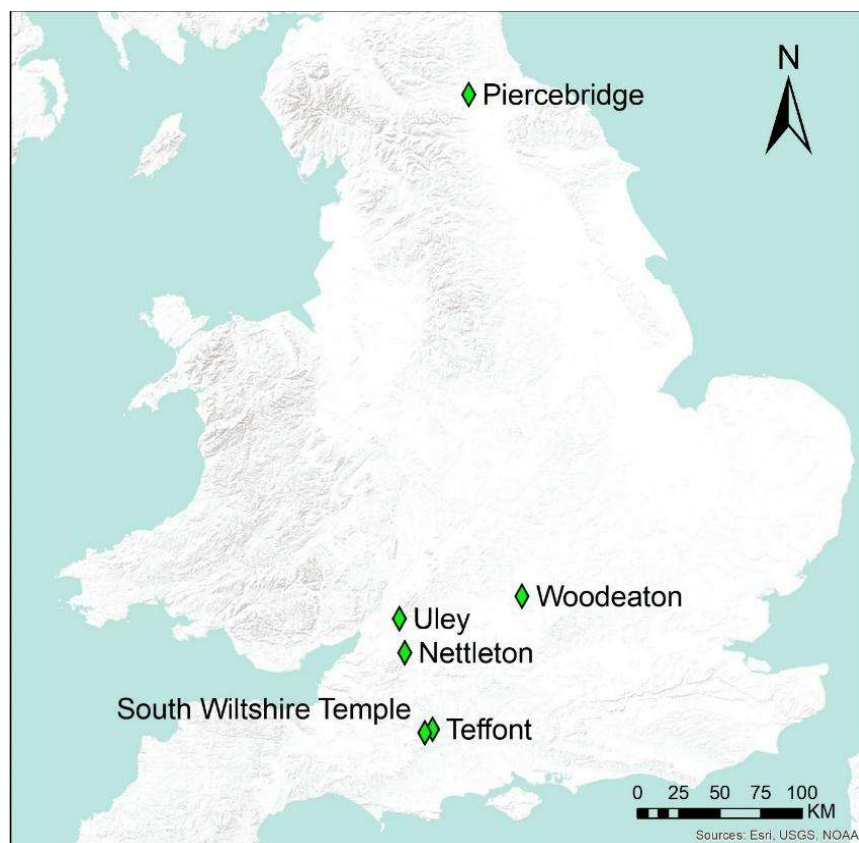 N
Piercebridge
Woodeaton
Uley
Nettleton
South Wiltshire Temple
Teffont
0 25 50 75 100
KM
Sources: Esri, USGS, NOAA